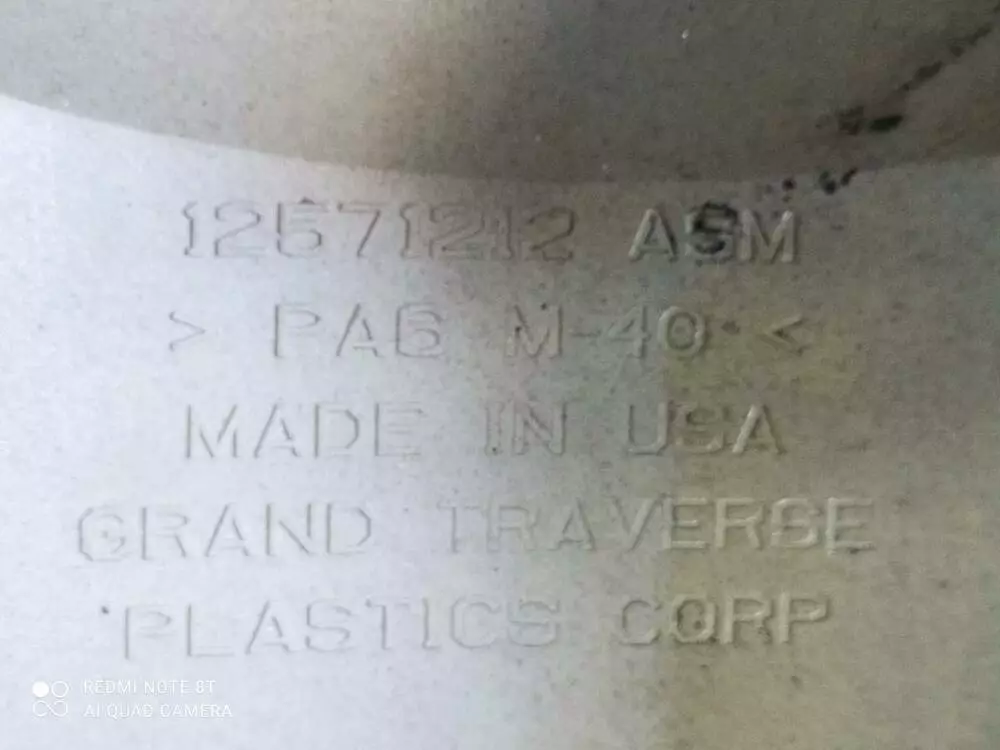 12571212 ASM
> PA6 M-40 <
MADE IN USA
GRAND TRAVERSE
PLASTICS CORP
REDMI NOTE 8T
AI QUAD CAMERA